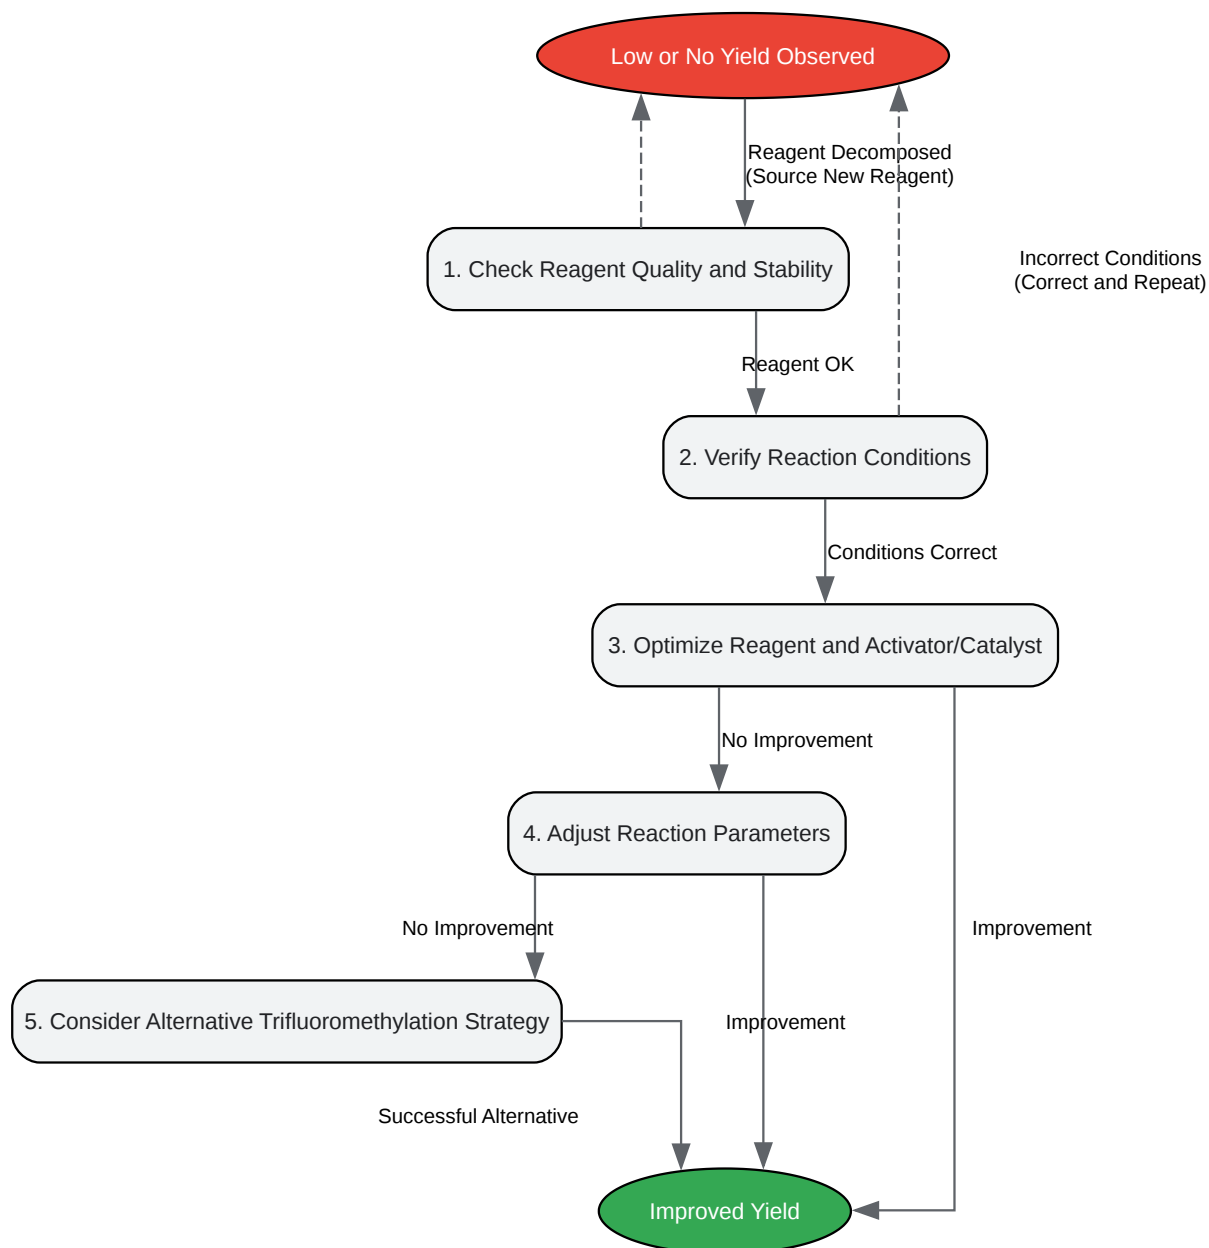 Low or No Yield Observed
Reagent Decomposed
(Source New Reagent)
Incorrect Conditions
(Correct and Repeat)
1. Check Reagent Quality and Stability
Reagent OK
2. Verify Reaction Conditions
Conditions Correct
3. Optimize Reagent and Activator/Catalyst
No Improvement
4. Adjust Reaction Parameters
No Improvement
Improvement
5. Consider Alternative Trifluoromethylation Strategy
Improvement
Successful Alternative
Improved Yield